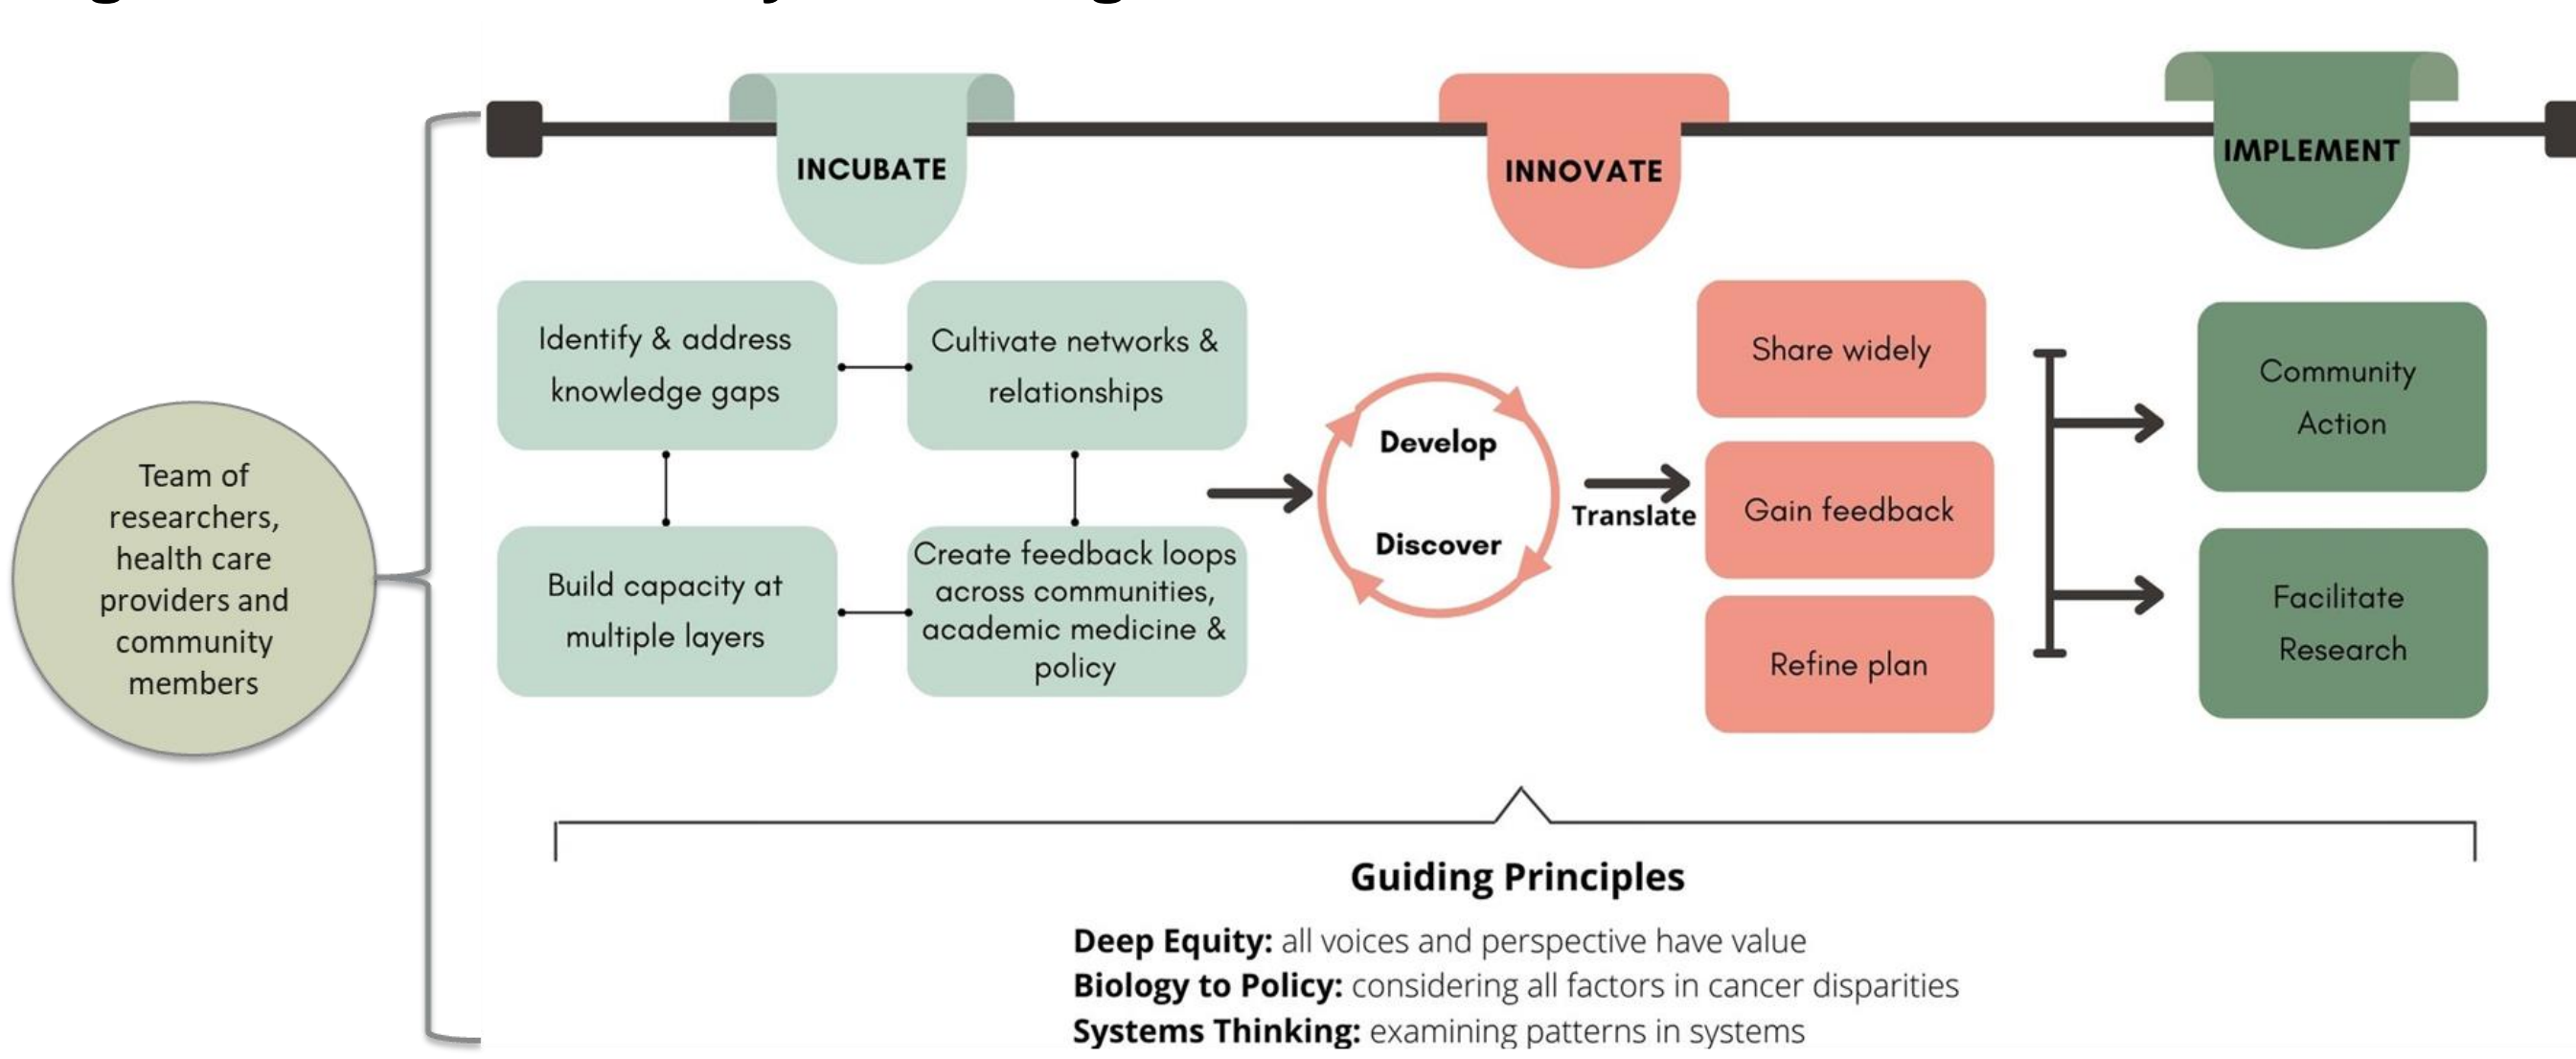 INCUBATE
INNOVATE
IMPLEMENT
Team of
researchers,
health care
providers and
community
members
Identify & address
knowledge gaps
Cultivate networks &
relationships
Build capacity at
multiple layers
Create feedback loops
across communities,
academic medicine &
policy
Develop
Discover
Translate
Share widely
Gain feedback
Refine plan
Community
Action
Facilitate
Research
Guiding Principles
Deep Equity: all voices and perspective have value
Biology to Policy: considering all factors in cancer disparities
Systems Thinking: examining patterns in systems